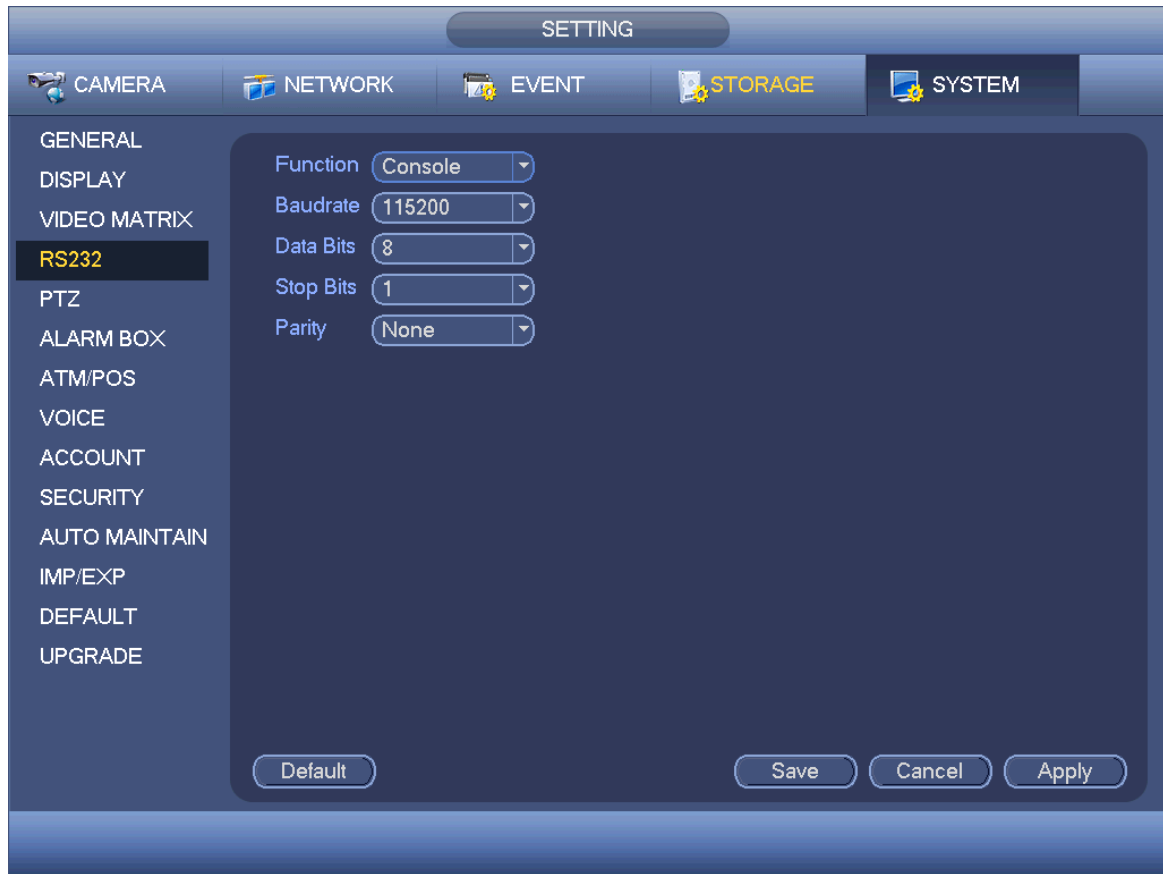 SETTING
CAMERA NETWORK EVENT STORAGE SYSTEM
GENERAL
DISPLAY
VIDEO MATRIX
RS232
PTZ
ALARM BOX
ATM/POS
VOICE
ACCOUNT
SECURITY
AUTO MAINTAIN
IMP/EXP
DEFAULT
UPGRADE
Function Console
Baudrate 115200
Data Bits 8
Stop Bits 1
Parity None
Default Save Cancel Apply